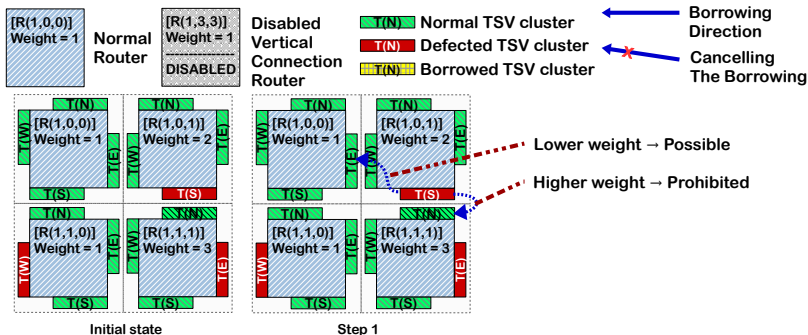 [R(1,0,0)]
Weight = 1
Normal
Router
[R(1,3,3)]
Weight = 1
DISABLED
Disabled
Vertical
Connection
Router
T(N) Normal TSV cluster
T(N) Defected TSV cluster
T(N) Borrowed TSV cluster
Borrowing
Direction
X
Cancelling
The Borrowing
T(N)
T(W)
[R(1,0,0)]
Weight = 1
T(E)
T(S)
T(N)
T(W)
[R(1,0,1)]
Weight = 2
T(E)
T(S)
T(N)
T(W)
[R(1,1,0)]
Weight = 1
T(E)
T(S)
T(N)
T(W)
[R(1,1,1)]
Weight = 3
T(E)
T(S)
Initial state
T(N)
T(W)
[R(1,0,0)]
Weight = 1
T(E)
T(S)
T(N)
T(W)
[R(1,0,1)]
Weight = 2
T(E)
T(S)
T(N)
T(W)
[R(1,1,0)]
Weight = 1
T(E)
T(S)
T(N)
T(W)
[R(1,1,1)]
Weight = 3
T(E)
T(S)
Step 1
Lower weight → Possible
Higher weight → Prohibited